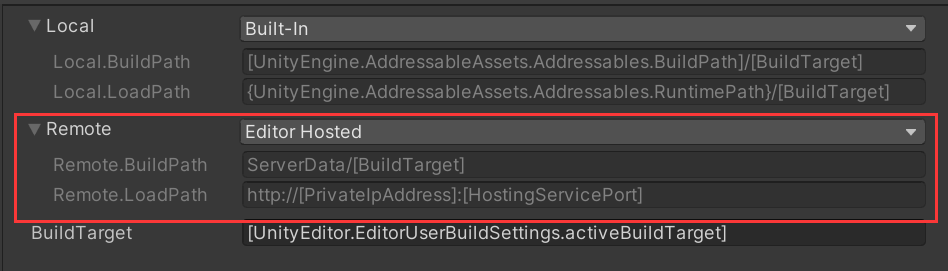 Local Built-In
Local.BuildPath [UnityEngine.AddressableAssets.Addressables.BuildPath]/[BuildTarget]
Local.LoadPath {UnityEngine.AddressableAssets.Addressables.RuntimePath}/[BuildTarget]
Remote Editor Hosted
Remote.BuildPath ServerData/[BuildTarget]
Remote.LoadPath http://[PrivateIpAddress]:[HostingServicePort]
BuildTarget [UnityEditor.EditorUserBuildSettings.activeBuildTarget]